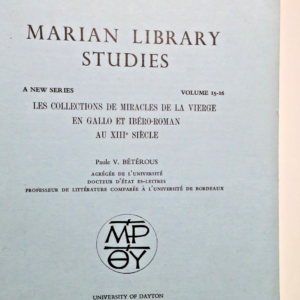 MARIAN LIBRARY
STUDIES
A NEW SERIES VOLUME 15-16
LES COLLECTIONS DE MIRACLES DE LA VIERGE
EN GALLO ET IBÉRO-ROMAN
AU XIIIe SIÈCLE
Paule V. BÉTÉROUS
AGRÉGÉE DE L'UNIVERSITÉ
DOCTEUR D'ÉTAT ES-LETTRES
PROFESSEUR DE LITTÉRATURE COMPARÉE À L'UNIVERSITÉ DE BORDEAUX
ΜΡ
ΘΥ
UNIVERSITY OF DAYTON